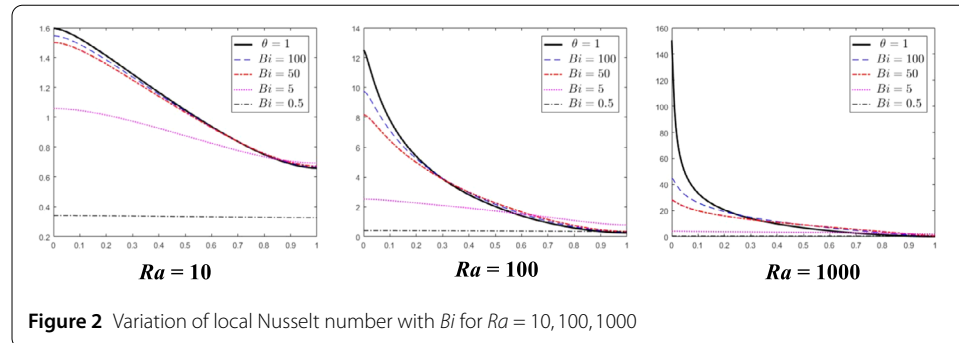 1.6
1.4
1.2
1
0.8
0.6
0.4
0.2
0 0.1 0.2 0.3 0.4 0.5 0.6 0.7 0.8 0.9 1
θ = 1
Bi = 100
Bi = 50
Bi = 5
Bi = 0.5
Ra = 10
14
12
10
8
6
4
2
0
0 0.1 0.2 0.3 0.4 0.5 0.6 0.7 0.8 0.9 1
θ = 1
Bi = 100
Bi = 50
Bi = 5
Bi = 0.5
Ra = 100
160
140
120
100
80
60
40
20
0
0 0.1 0.2 0.3 0.4 0.5 0.6 0.7 0.8 0.9 1
θ = 1
Bi = 100
Bi = 50
Bi = 5
Bi = 0.5
Ra = 1000
Figure 2 Variation of local Nusselt number with Bi for Ra = 10, 100, 1000